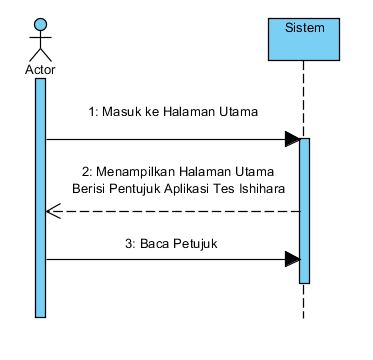 Sistem
Actor
1: Masuk ke Halaman Utama
2: Menampilkan Halaman Utama
Berisi Pentujuk Aplikasi Tes Ishihara
3: Baca Petujuk